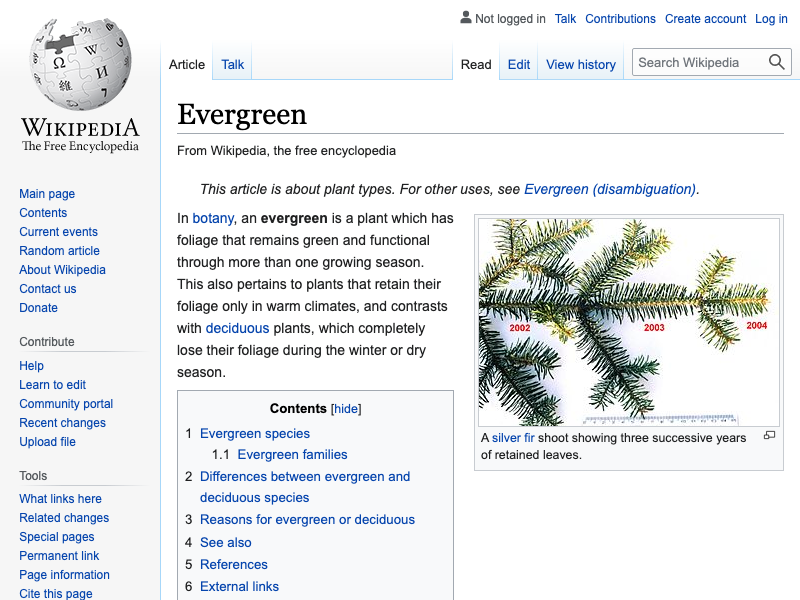 Not logged in Talk Contributions Create account Log in
Article Talk Read Edit View history Search Wikipedia
Ω W И 維
WIKIPEDIA
The Free Encyclopedia
Main page
Contents
Current events
Random article
About Wikipedia
Contact us
Donate
Contribute
Help
Learn to edit
Community portal
Recent changes
Upload file
Tools
What links here
Related changes
Special pages
Permanent link
Page information
Cite this page
Evergreen
From Wikipedia, the free encyclopedia
This article is about plant types. For other uses, see Evergreen (disambiguation).
In botany, an evergreen is a plant which has
foliage that remains green and functional
through more than one growing season.
This also pertains to plants that retain their
foliage only in warm climates, and contrasts
with deciduous plants, which completely
lose their foliage during the winter or dry
season.
2002 2003 2004
A silver fir shoot showing three successive years
of retained leaves.
Contents [hide]
1 Evergreen species
1.1 Evergreen families
2 Differences between evergreen and
deciduous species
3 Reasons for evergreen or deciduous
4 See also
5 References
6 External links